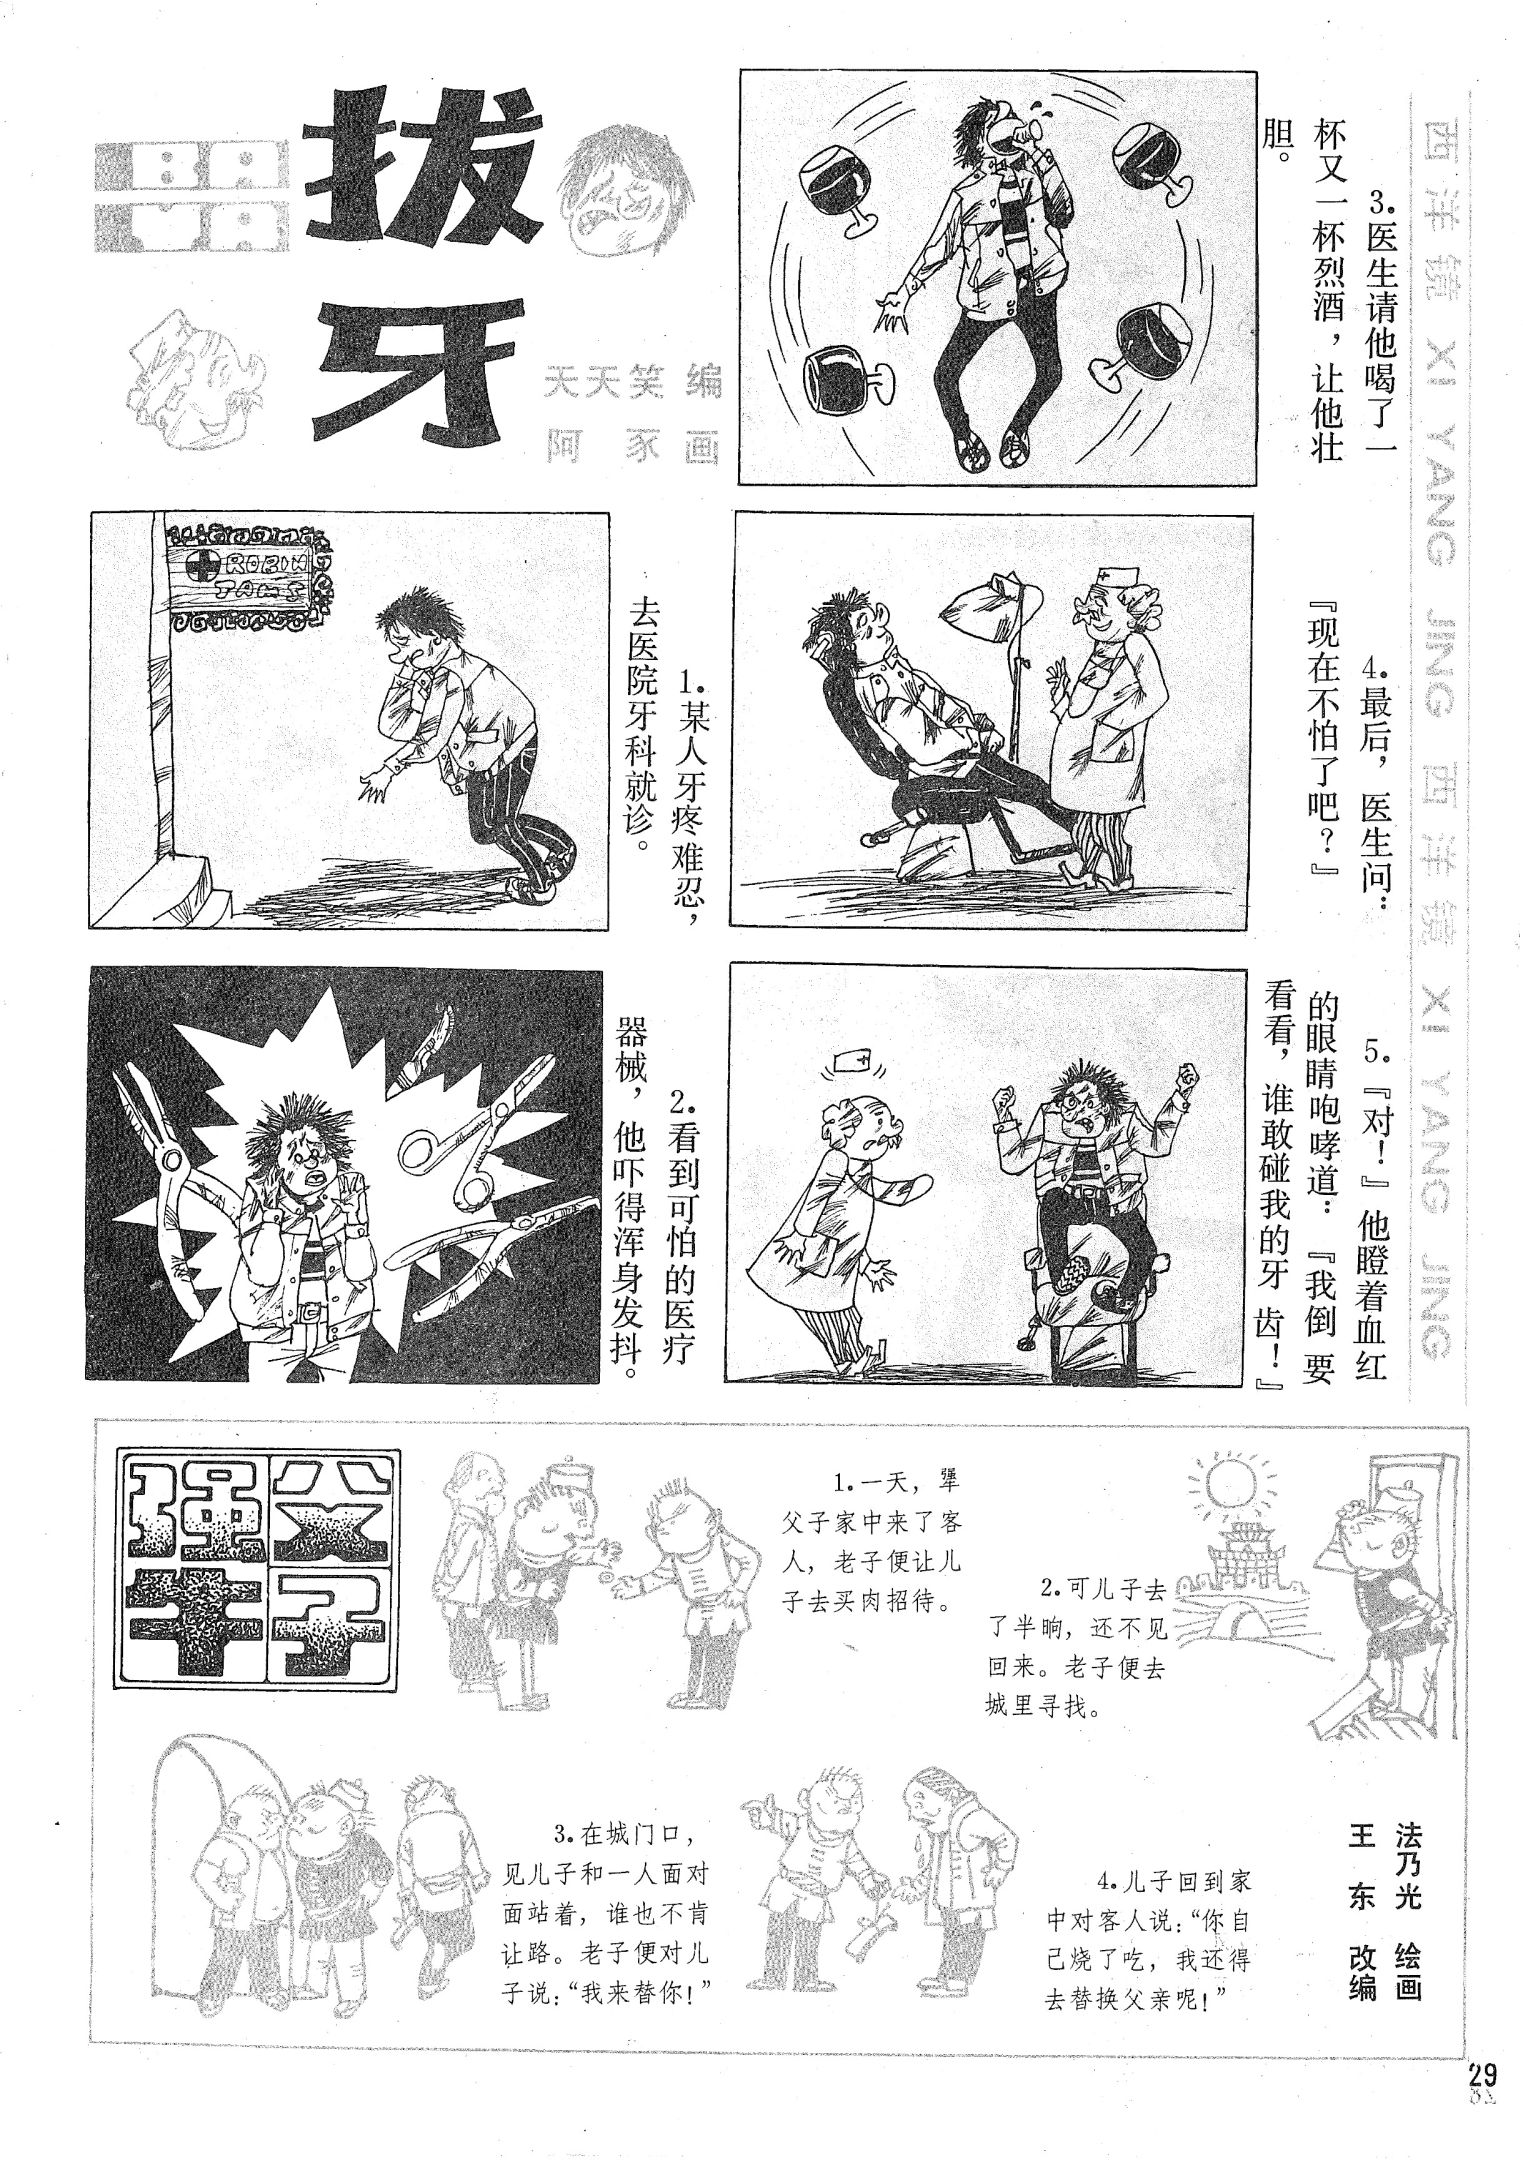 拔牙
BA
YA
天天笑 编
阿豕 画
1.某人牙疼难忍，
去医院牙科就诊。
ROBIN
2.看到可怕的医疗
器械，他吓得浑身发抖。
3.医生请他喝了一
杯又一杯烈酒，让他壮
胆。
4.最后，医生问：
『现在不怕了吧？』
5.『对！』他瞪着血红
的眼睛咆哮道：『我倒要
看看，谁敢碰我的牙齿！』
西洋镜 XI YANG JING 西洋镜 XI YANG JING
强父
牛子
1.一天，犟
父子家中来了客
人，老子便让儿
子去买肉招待。
2.可儿子去
了半晌，还不见
回来。老子便去
城里寻找。
3.在城门口，
见儿子和一人面对
面站着，谁也不肯
让路。老子便对儿
子说：“我来替你！”
4.儿子回到家
中对客人说：“你自
己烧了吃，我还得
去替换父亲呢！”
法乃光 绘画
王东 改编
29